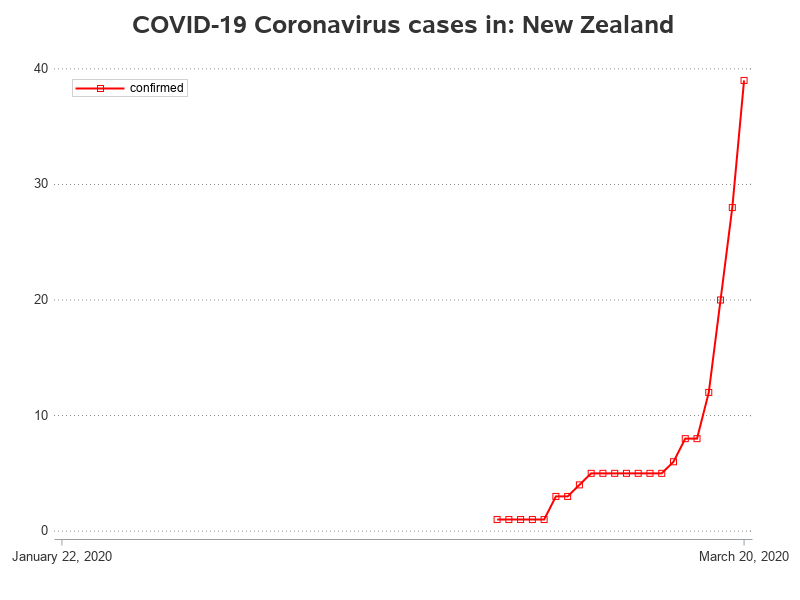 COVID-19 Coronavirus cases in: New Zealand
40
confirmed
30
20
10
0
January 22, 2020
March 20, 2020